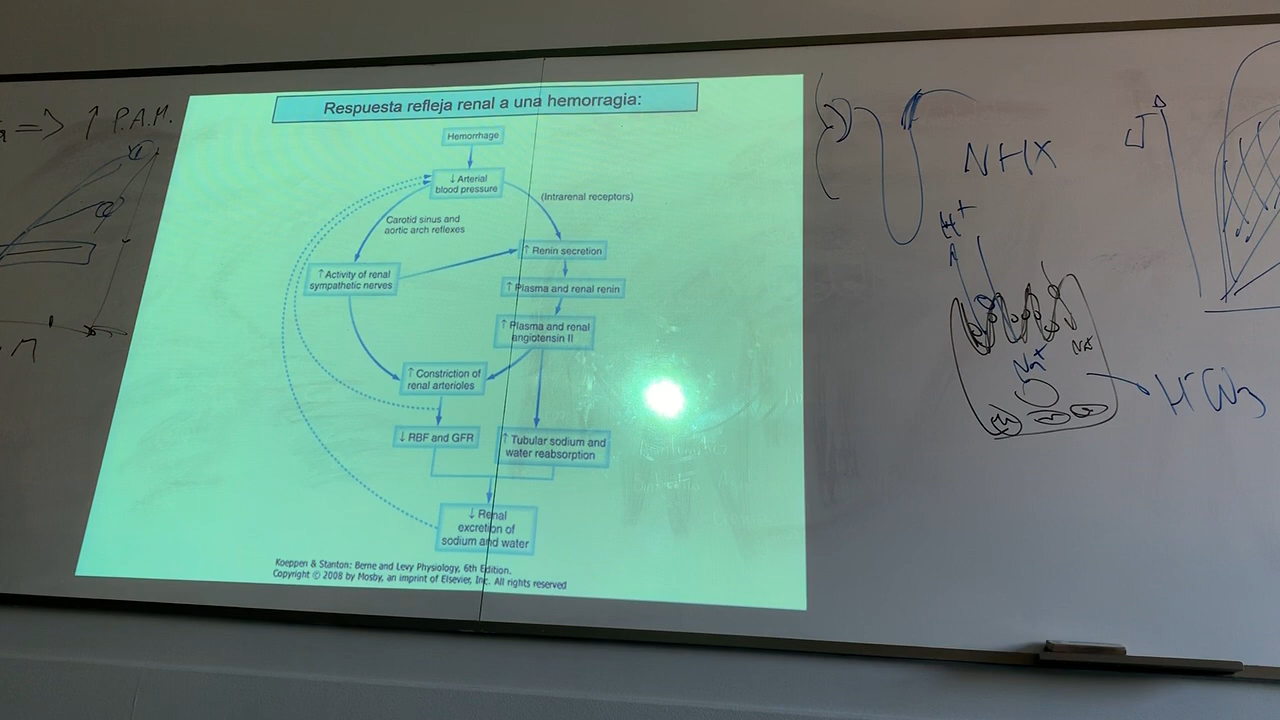 => ↑ P.A.M.
Respuesta refleja renal a una hemorragia:
Hemorrhage
↓ Arterial
blood pressure
(Intrarenal receptors)
Carotid sinus and
aortic arch reflexes
↑ Renin secretion
↑ Activity of renal
sympathetic nerves
↑ Plasma and renal renin
↑ Plasma and renal
angiotensin II
↑ Constriction of
renal arterioles
↓ RBF and GFR
↑ Tubular sodium and
water reabsorption
↓ Renal
excretion of
sodium and water
Koeppen & Stanton: Berne and Levy Physiology, 6th Edition.
Copyright © 2008 by Mosby, an imprint of Elsevier, Inc. All rights reserved
NHX
H+
Na+